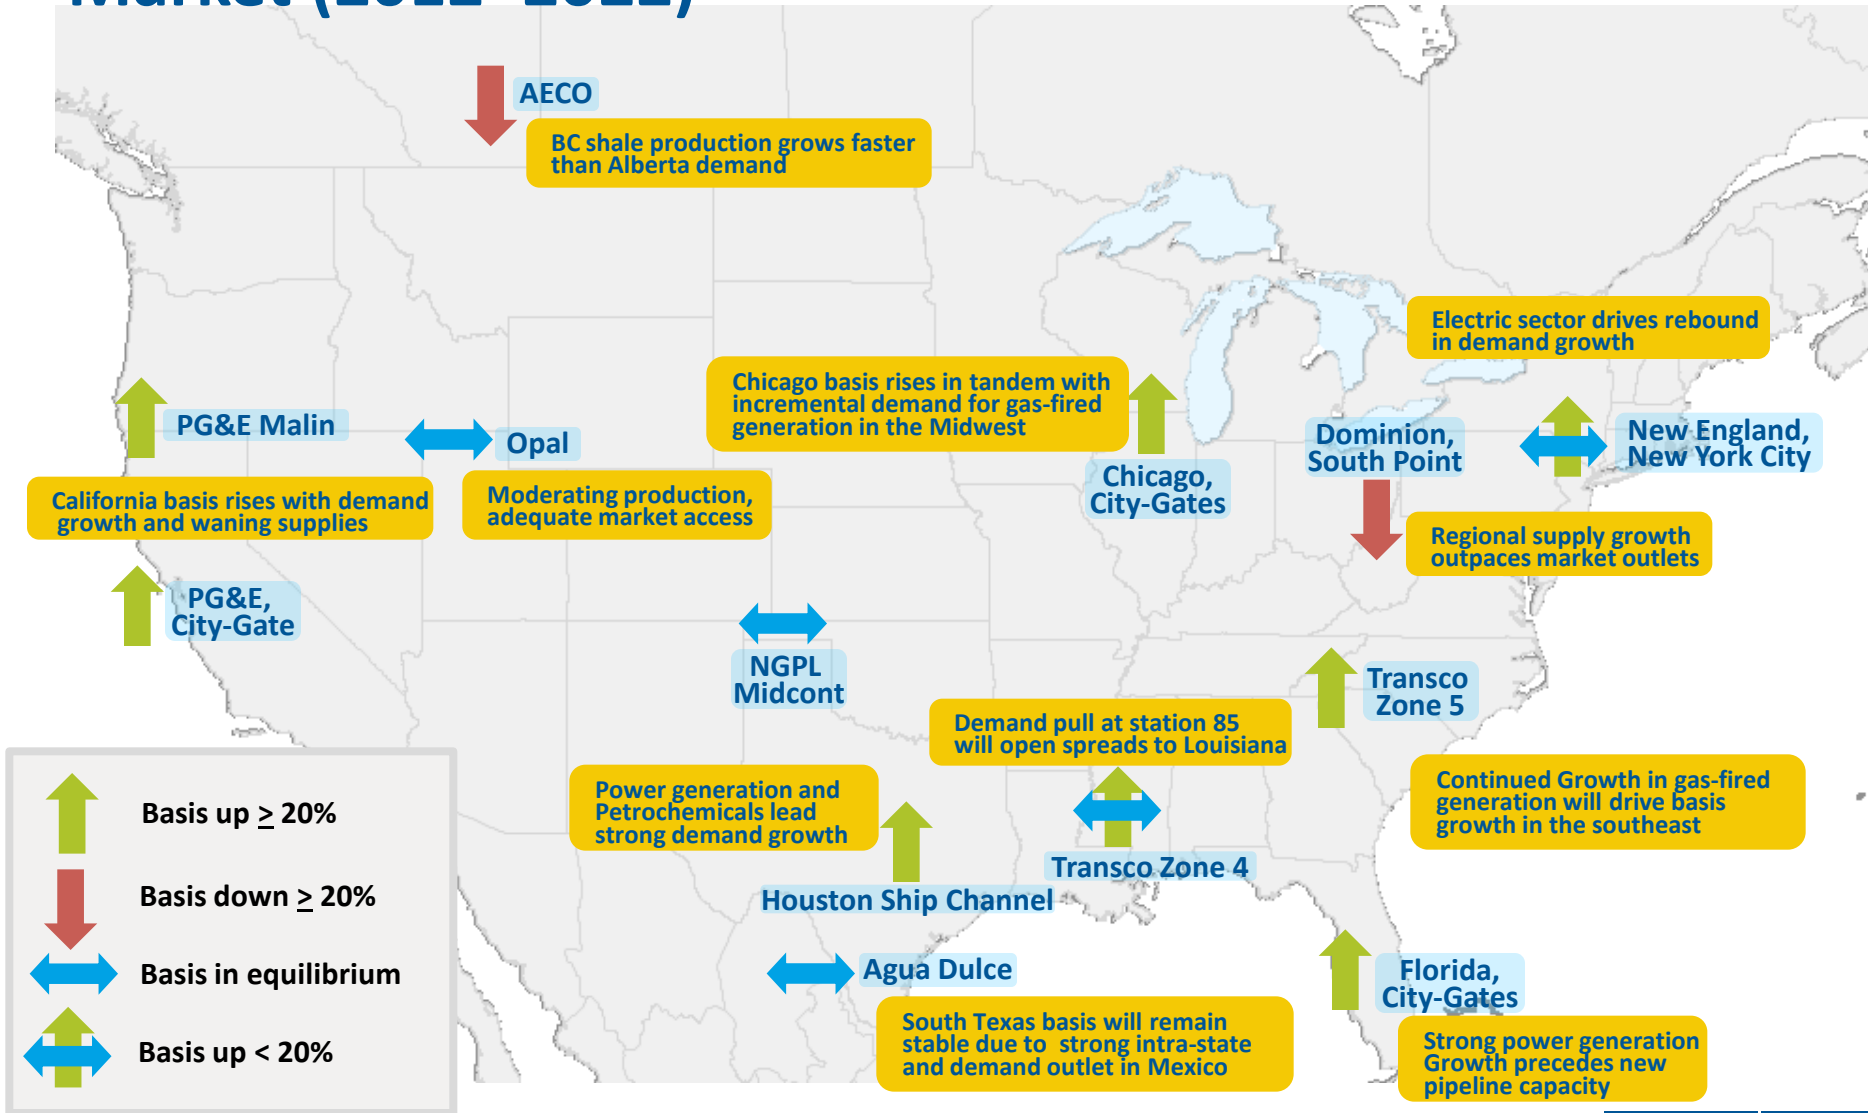 Market (2012–2022)
AECO
BC shale production grows faster
than Alberta demand
Electric sector drives rebound
in demand growth
Chicago basis rises in tandem with
incremental demand for gas-fired
generation in the Midwest
PG&E Malin
Opal
Dominion,
South Point
New England,
New York City
Chicago,
City-Gates
California basis rises with demand
growth and waning supplies
Moderating production,
adequate market access
Regional supply growth
outpaces market outlets
PG&E,
City-Gate
NGPL
Midcont
Transco
Zone 5
Demand pull at station 85
will open spreads to Louisiana
Power generation and
Petrochemicals lead
strong demand growth
Continued Growth in gas-fired
generation will drive basis
growth in the southeast
Transco Zone 4
Houston Ship Channel
Agua Dulce
Florida,
City-Gates
South Texas basis will remain
stable due to strong intra-state
and demand outlet in Mexico
Strong power generation
Growth precedes new
pipeline capacity
Basis up ≥ 20%
Basis down ≥ 20%
Basis in equilibrium
Basis up < 20%